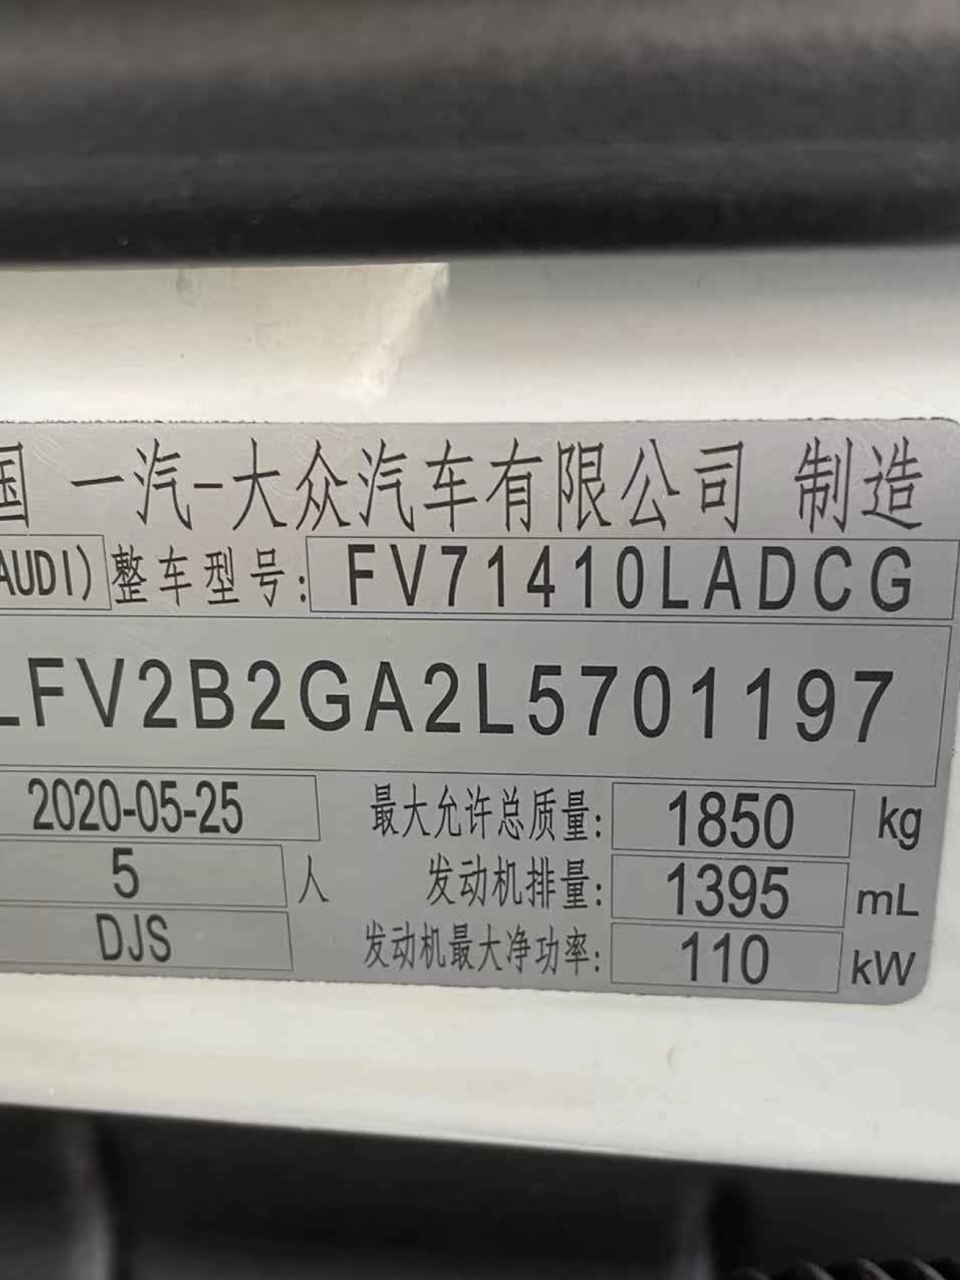 国 一汽-大众汽车有限公司 制造
AUDI) 整车型号: FV71410LADCG
LFV2B2GA2L5701197
2020-05-25 最大允许总质量: 1850 kg
5 人 发动机排量: 1395 mL
DJS 发动机最大净功率: 110 kW